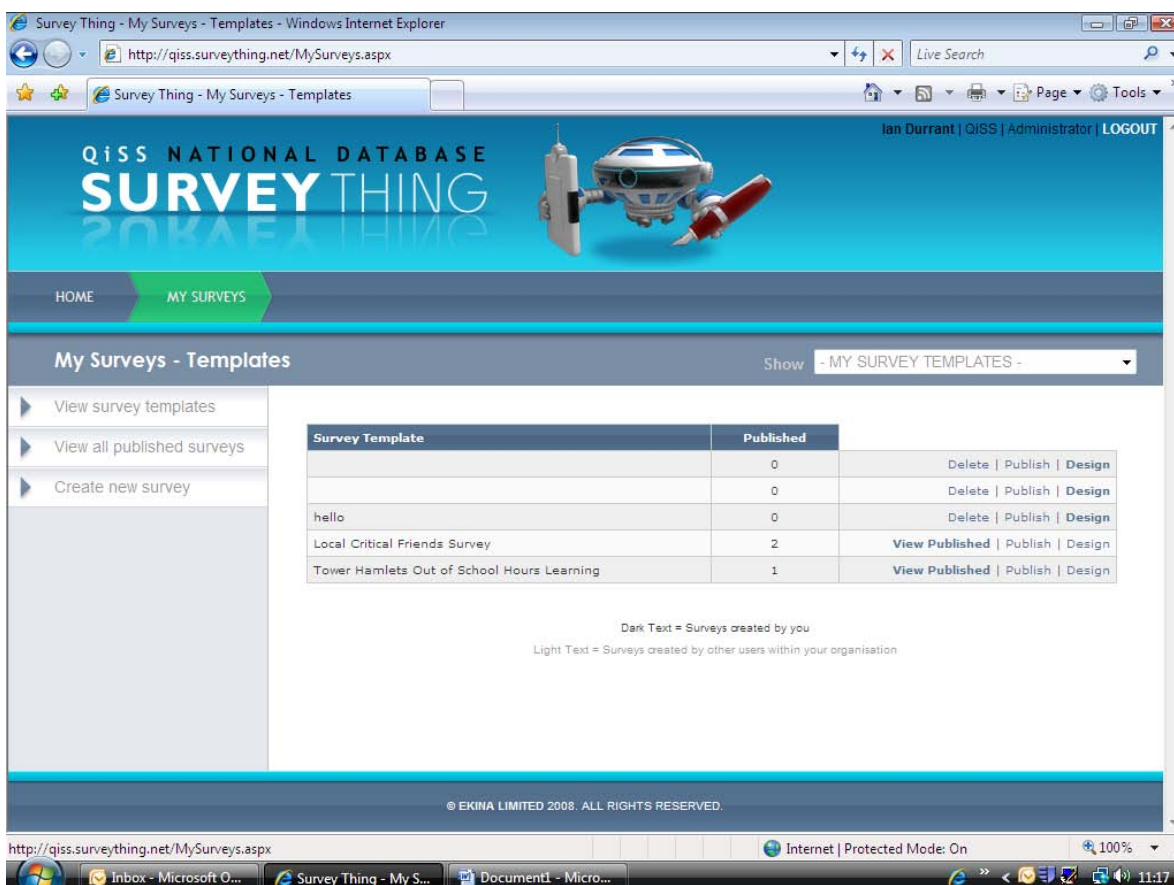 Survey Thing - My Surveys - Templates - Windows Internet Explorer
http://qiss.surveything.net/MySurveys.aspx
Live Search
Survey Thing - My Surveys - Templates
Page
Tools
Ian Durrant | QiSS | Administrator | LOGOUT
QiSS NATIONAL DATABASE
SURVEY THING
HOME
MY SURVEYS
My Surveys - Templates
Show
- MY SURVEY TEMPLATES -
View survey templates
View all published surveys
Create new survey
Survey Template Published
0 Delete | Publish | Design
0 Delete | Publish | Design
hello 0 Delete | Publish | Design
Local Critical Friends Survey 2 View Published | Publish | Design
Tower Hamlets Out of School Hours Learning 1 View Published | Publish | Design
Dark Text = Surveys created by you
Light Text = Surveys created by other users within your organisation
© EKINA LIMITED 2008. ALL RIGHTS RESERVED.
http://qiss.surveything.net/MySurveys.aspx
Internet | Protected Mode: On
100%
Inbox - Microsoft O...
Survey Thing - My S...
Document1 - Micro...
11:17